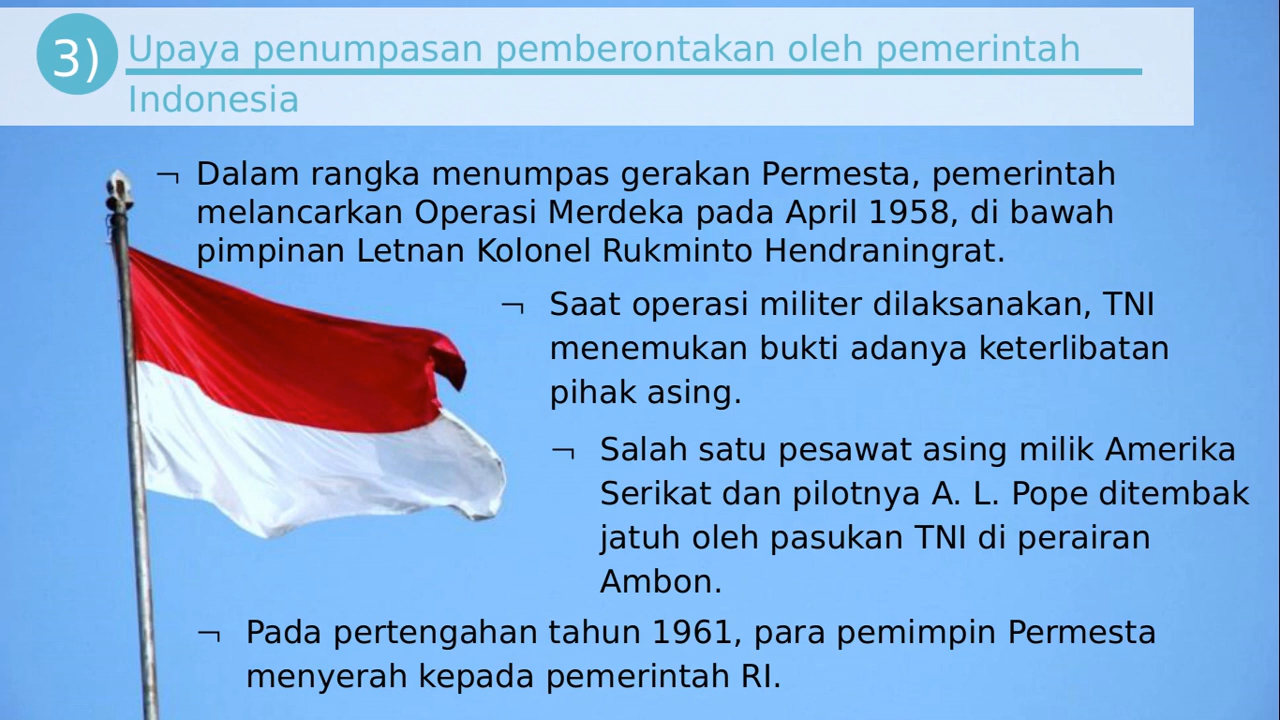 3) Upaya penumpasan pemberontakan oleh pemerintah
Indonesia
¬ Dalam rangka menumpas gerakan Permesta, pemerintah
melancarkan Operasi Merdeka pada April 1958, di bawah
pimpinan Letnan Kolonel Rukminto Hendraningrat.
¬ Saat operasi militer dilaksanakan, TNI
menemukan bukti adanya keterlibatan
pihak asing.
¬ Salah satu pesawat asing milik Amerika
Serikat dan pilotnya A. L. Pope ditembak
jatuh oleh pasukan TNI di perairan
Ambon.
¬ Pada pertengahan tahun 1961, para pemimpin Permesta
menyerah kepada pemerintah RI.